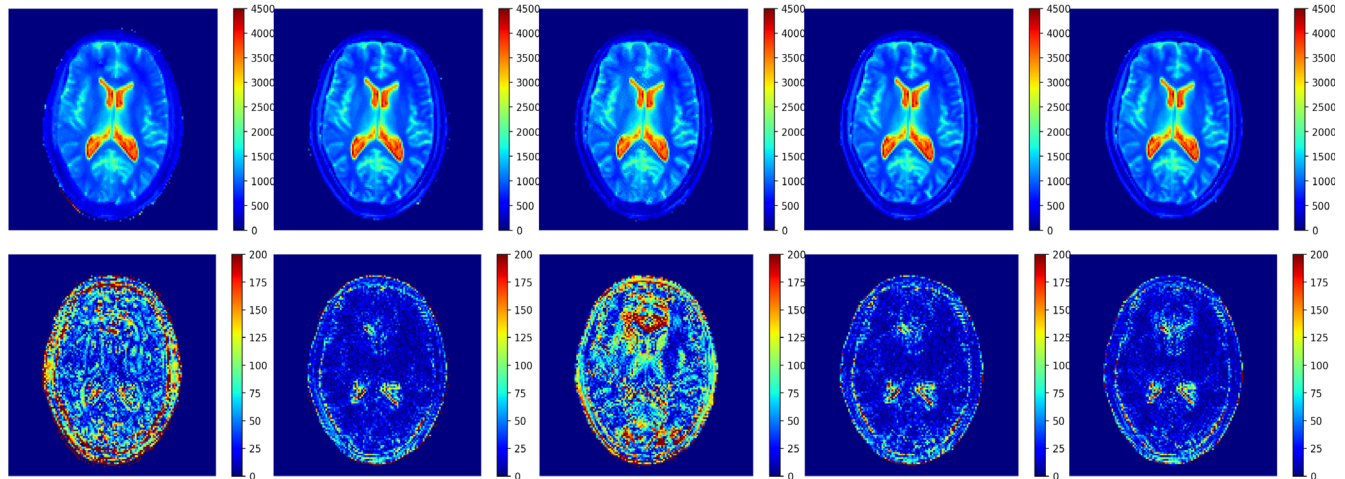 4500 4500 4500 4500 4500
4000 4000 4000 4000 4000
3500 3500 3500 3500 3500
3000 3000 3000 3000 3000
2500 2500 2500 2500 2500
2000 2000 2000 2000 2000
1500 1500 1500 1500 1500
1000 1000 1000 1000 1000
500 500 500 500 500
0 0 0 0 0
200 200 200 200 200
175 175 175 175 175
150 150 150 150 150
125 125 125 125 125
100 100 100 100 100
75 75 75 75 75
50 50 50 50 50
25 25 25 25 25
0 0 0 0 0